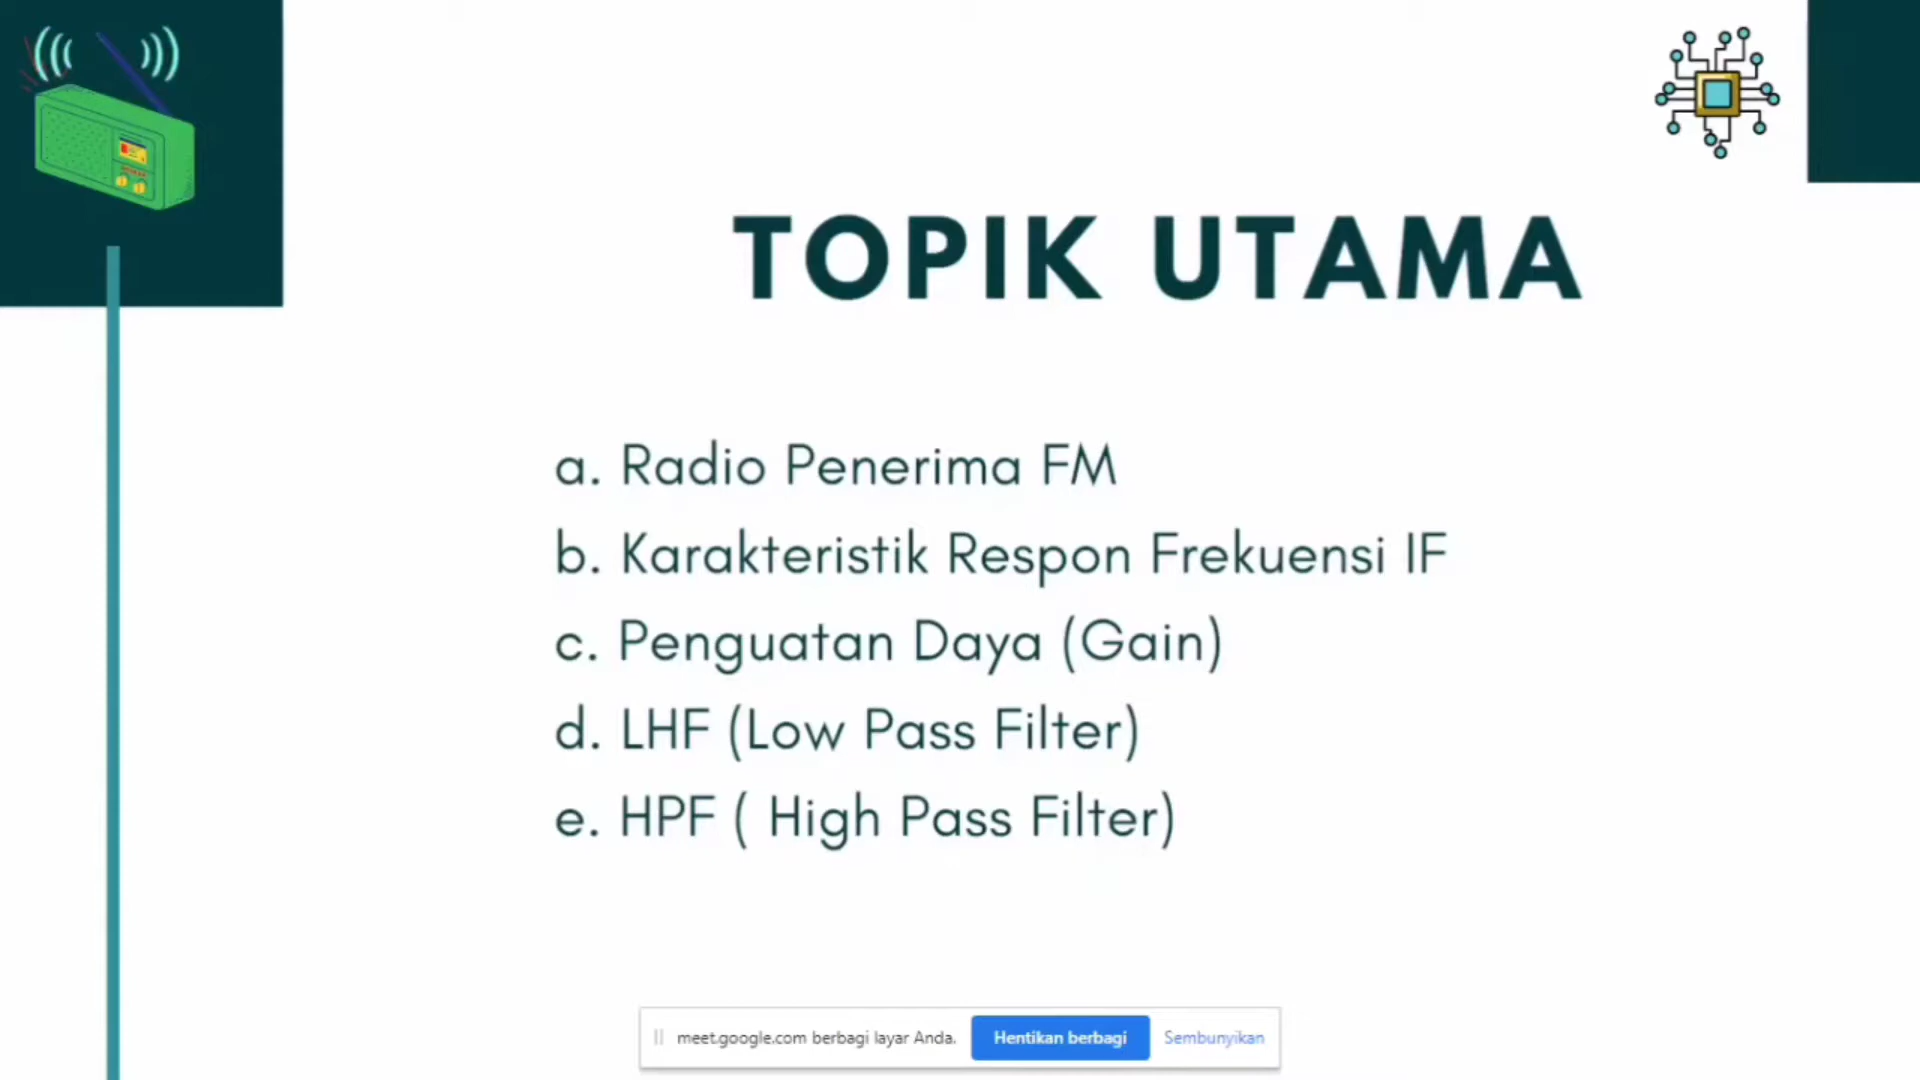 TOPIK UTAMA
a. Radio Penerima FM
b. Karakteristik Respon Frekuensi IF
c. Penguatan Daya (Gain)
d. LHF (Low Pass Filter)
e. HPF ( High Pass Filter)
meet.google.com berbagi layar Anda. Hentikan berbagi Sembunyikan